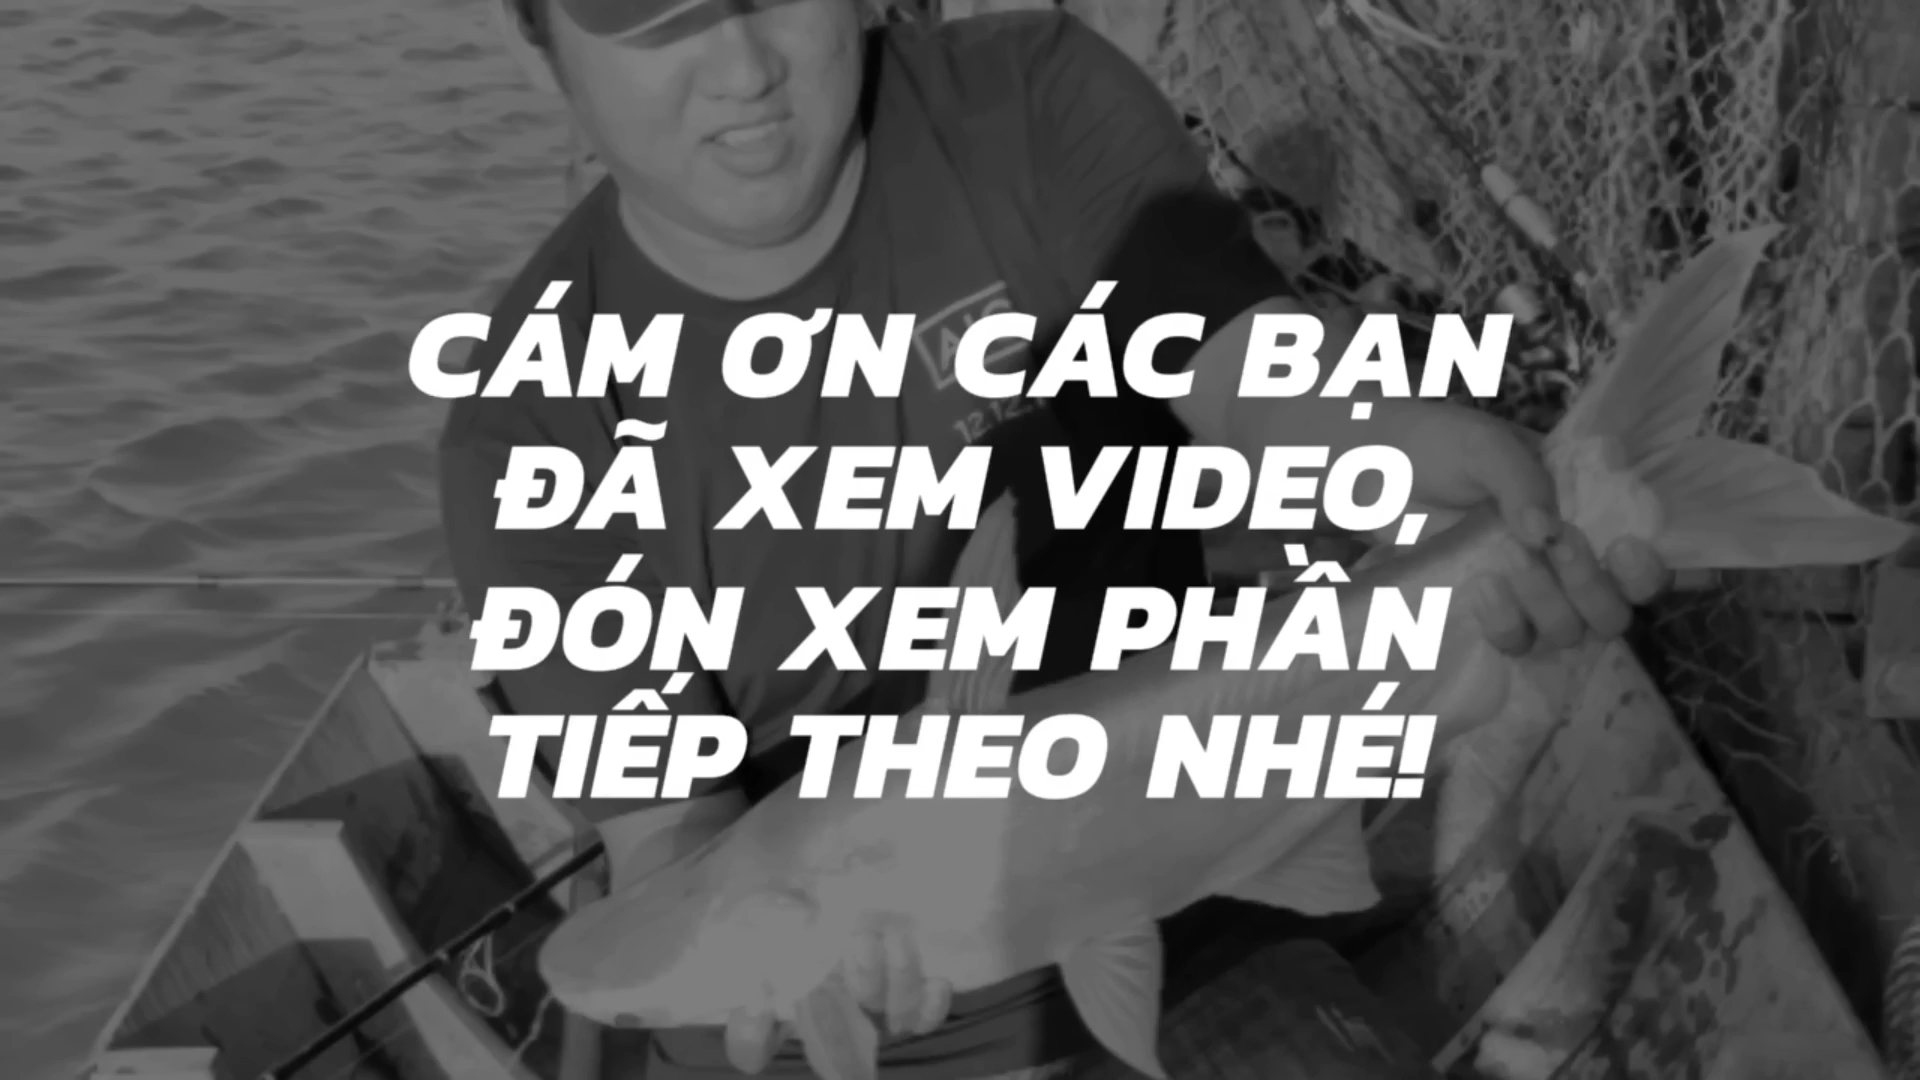 CÁM ƠN CÁC BẠN
ĐÃ XEM VIDEO,
ĐÓN XEM PHẦN
TIẾP THEO NHÉ!